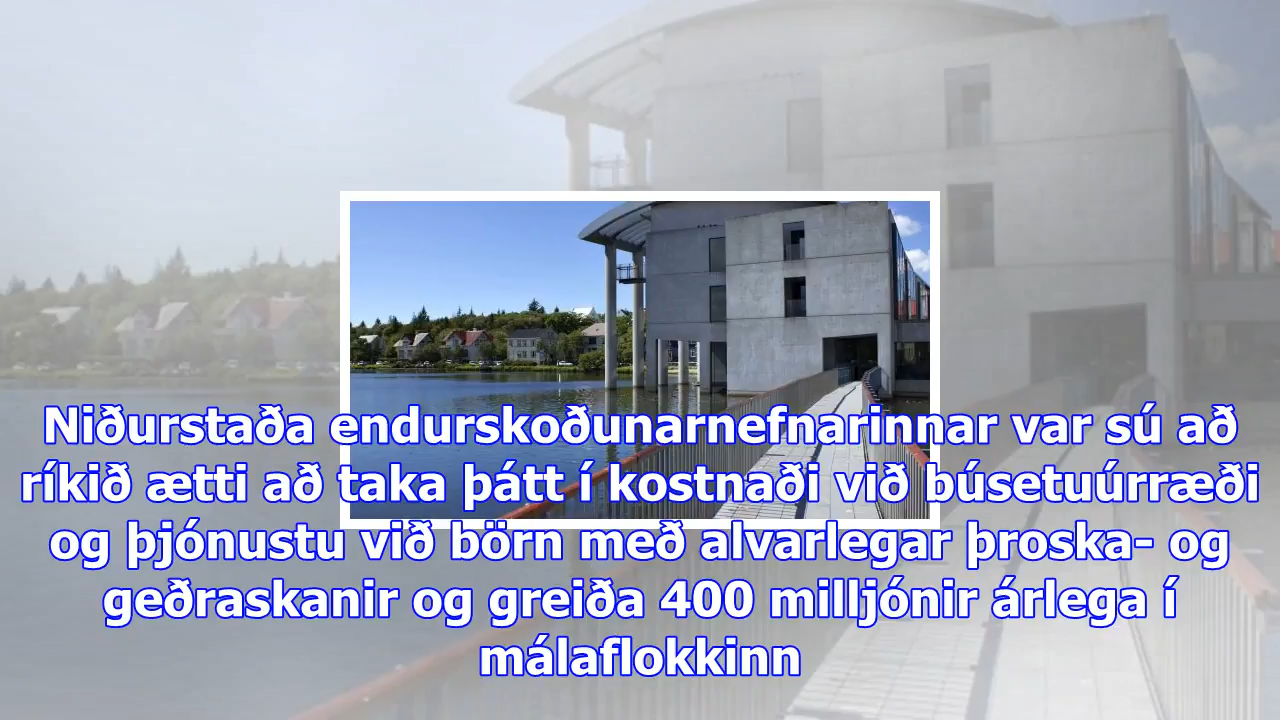 Niðurstaða endurskoðunarnefnarinnar var sú að
ríkið ætti að taka þátt í kostnaði við búsetuúrræði
og þjónustu við börn með alvarlegar þroska- og
geðraskanir og greiða 400 milljónir árlega í
málaflokkinn